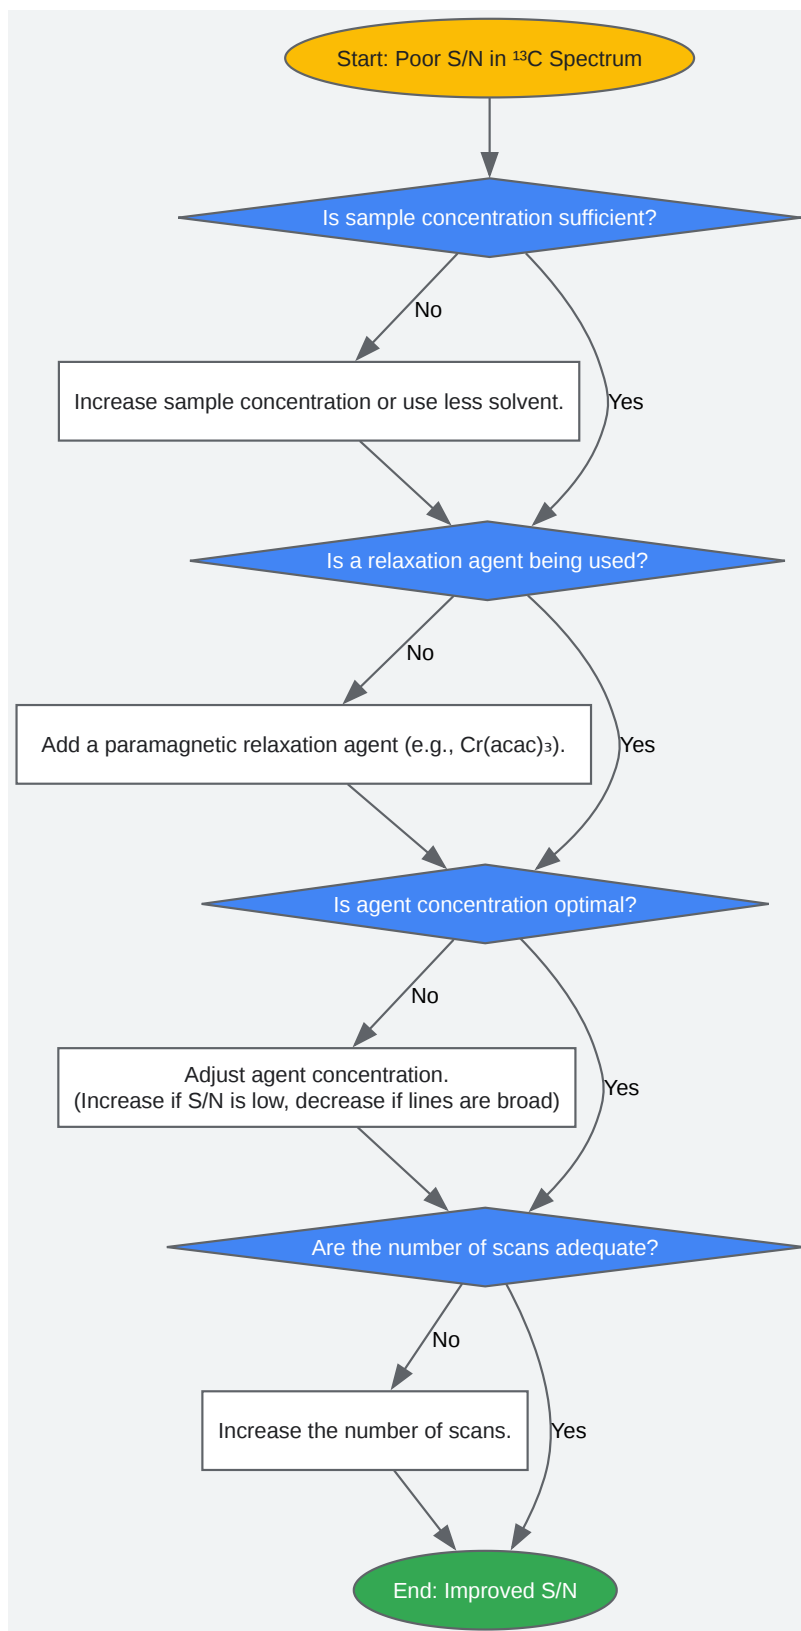 Start: Poor S/N in ¹³C Spectrum
Is sample concentration sufficient?
No
Increase sample concentration or use less solvent.
Yes
Is a relaxation agent being used?
No
Add a paramagnetic relaxation agent (e.g., Cr(acac)₃).
Yes
Is agent concentration optimal?
No
Adjust agent concentration.
(Increase if S/N is low, decrease if lines are broad)
Yes
Are the number of scans adequate?
No
Increase the number of scans.
Yes
End: Improved S/N